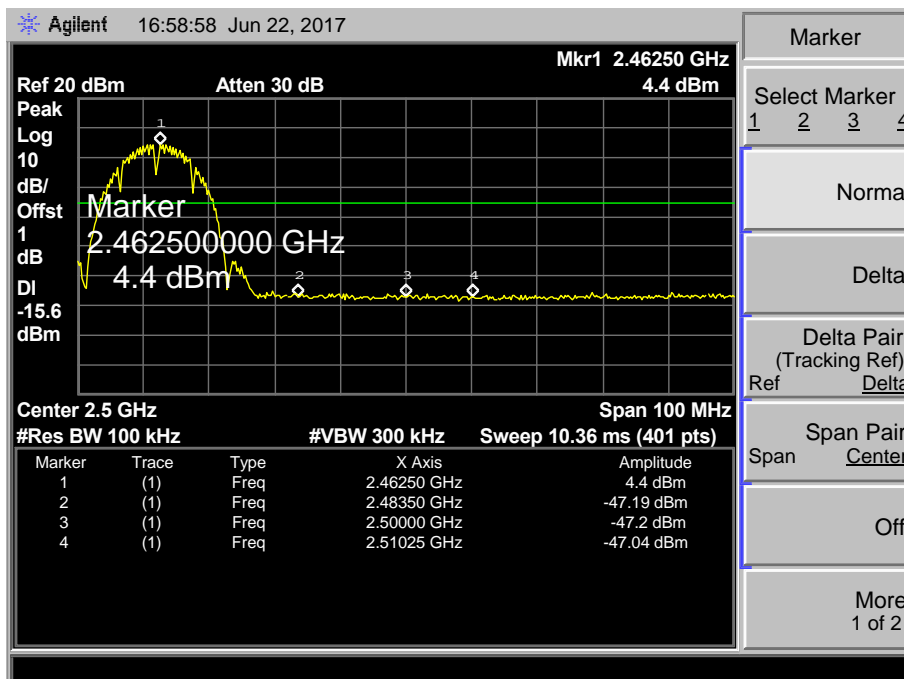 Agilent 16:58:58 Jun 22, 2017
Marker
Mkr1 2.46250 GHz
Ref 20 dBm Atten 30 dB 4.4 dBm
Peak
Log
10
dB/
Offst
1
dB
DI
-15.6
dBm
1
2
3
4
Marker
2.462500000 GHz
4.4 dBm
Center 2.5 GHz Span 100 MHz
#Res BW 100 kHz #VBW 300 kHz Sweep 10.36 ms (401 pts)
Marker Trace Type X Axis Amplitude
1 (1) Freq 2.46250 GHz 4.4 dBm
2 (1) Freq 2.48350 GHz -47.19 dBm
3 (1) Freq 2.50000 GHz -47.2 dBm
4 (1) Freq 2.51025 GHz -47.04 dBm
Select Marker
1 2 3 4
Norma
Delta
Delta Pair
(Tracking Ref)
Ref Delta
Span Pair
Span Center
Off
More
1 of 2